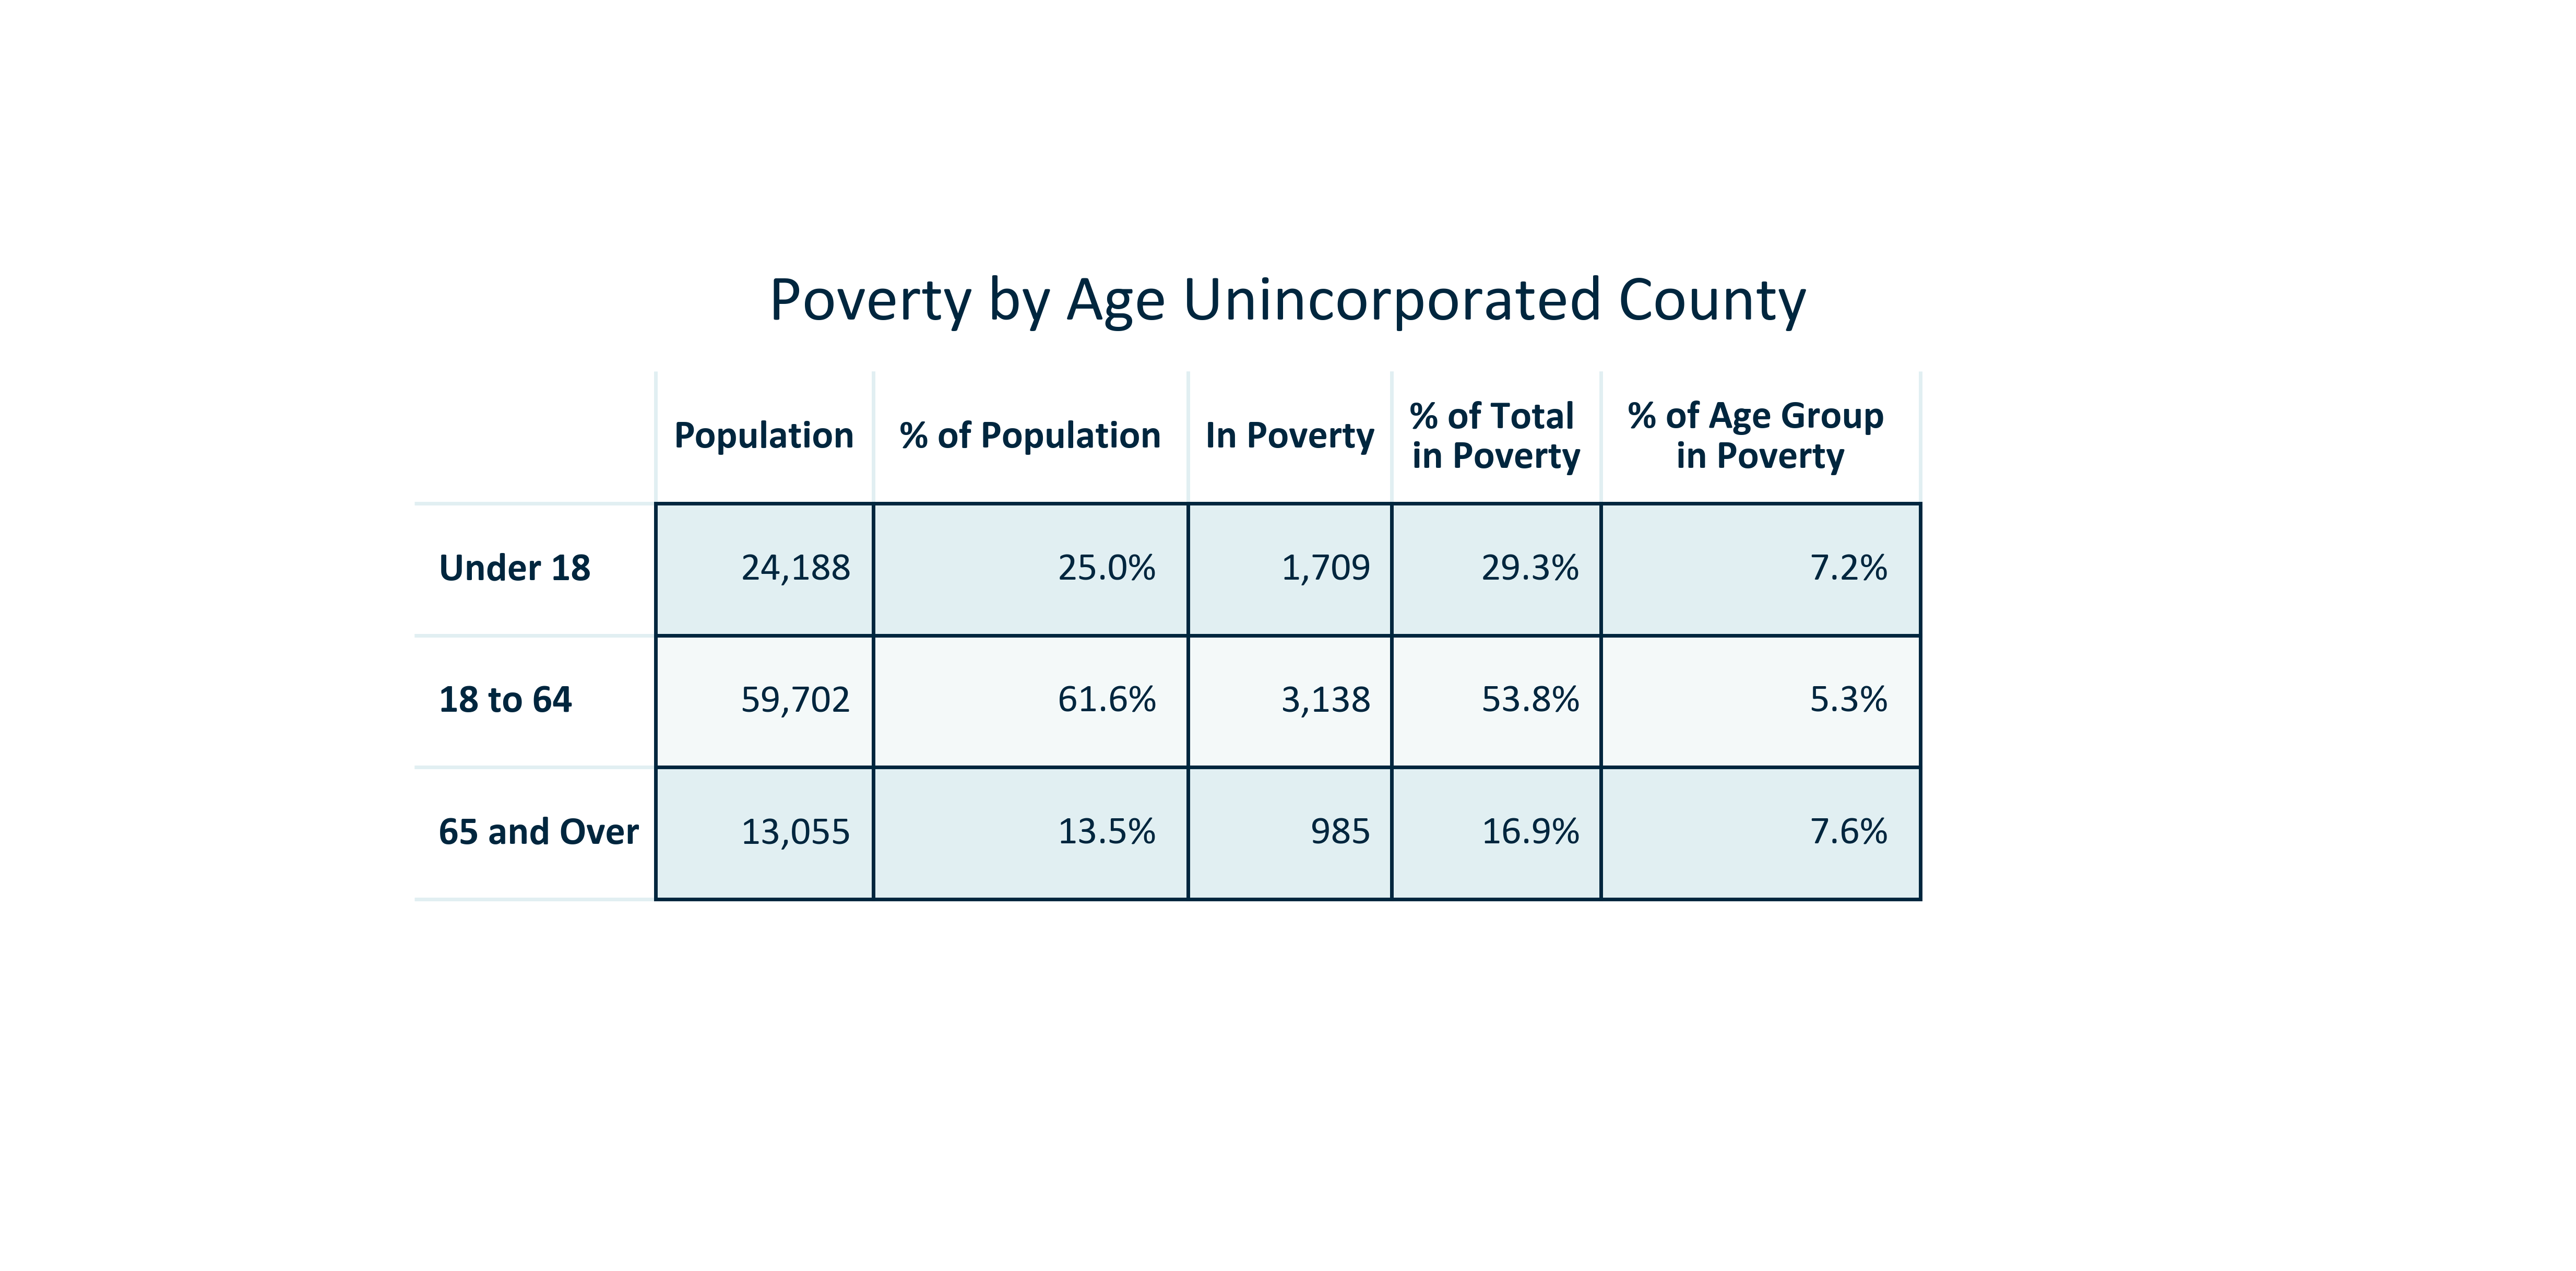 Poverty by Age Unincorporated County
Population % of Population In Poverty % of Total in Poverty % of Age Group in Poverty
Under 18 24,188 25.0% 1,709 29.3% 7.2%
18 to 64 59,702 61.6% 3,138 53.8% 5.3%
65 and Over 13,055 13.5% 985 16.9% 7.6%